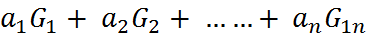 a₁G₁ + a₂G₂ + … … + aₙG₁ₙ